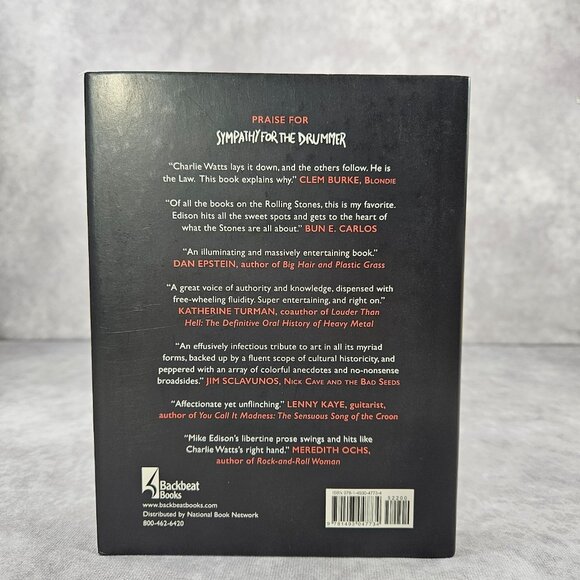 PRAISE FOR
SYMPATHY FOR THE DRUMMER
“Charlie Watts lays it down, and the others follow. He is
the Law. This book explains why.” CLEM BURKE, BLONDIE
“Of all the books on the Rolling Stones, this is my favorite.
Edison hits all the sweet spots and gets to the heart of
what the Stones are all about.” BUN E. CARLOS
“An illuminating and massively entertaining book.”
DAN EPSTEIN, author of Big Hair and Plastic Grass
“A great voice of authority and knowledge, dispensed with
free-wheeling fluidity. Super entertaining, and right on.”
KATHERINE TURMAN, coauthor of Louder Than
Hell: The Definitive Oral History of Heavy Metal
“An effusively infectious tribute to art in all its myriad
forms, backed up by a fluent scope of cultural historicity, and
peppered with an array of colorful anecdotes and no-nonsense
broadsides.” JIM SCLAVUNOS, NICK CAVE AND THE BAD SEEDS
“Affectionate yet unflinching.” LENNY KAYE, guitarist,
author of You Call It Madness: The Sensuous Song of the Croon
“Mike Edison’s libertine prose swings and hits like
Charlie Watts’s right hand.” MEREDITH OCHS,
author of Rock-and-Roll Woman
Backbeat
Books
www.backbeatbooks.com
Distributed by National Book Network
800-462-6420
ISBN 978-1-4930-4773-4
52200
9 781493 047734